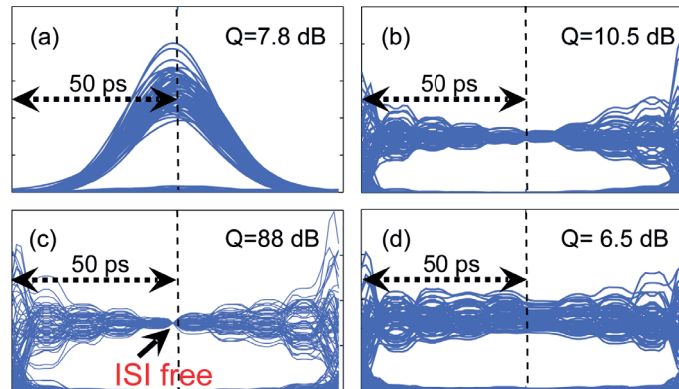 (a) Q=7.8 dB
50 ps
(b) Q=10.5 dB
50 ps
(c) Q=88 dB
50 ps
ISI free
(d) Q= 6.5 dB
50 ps